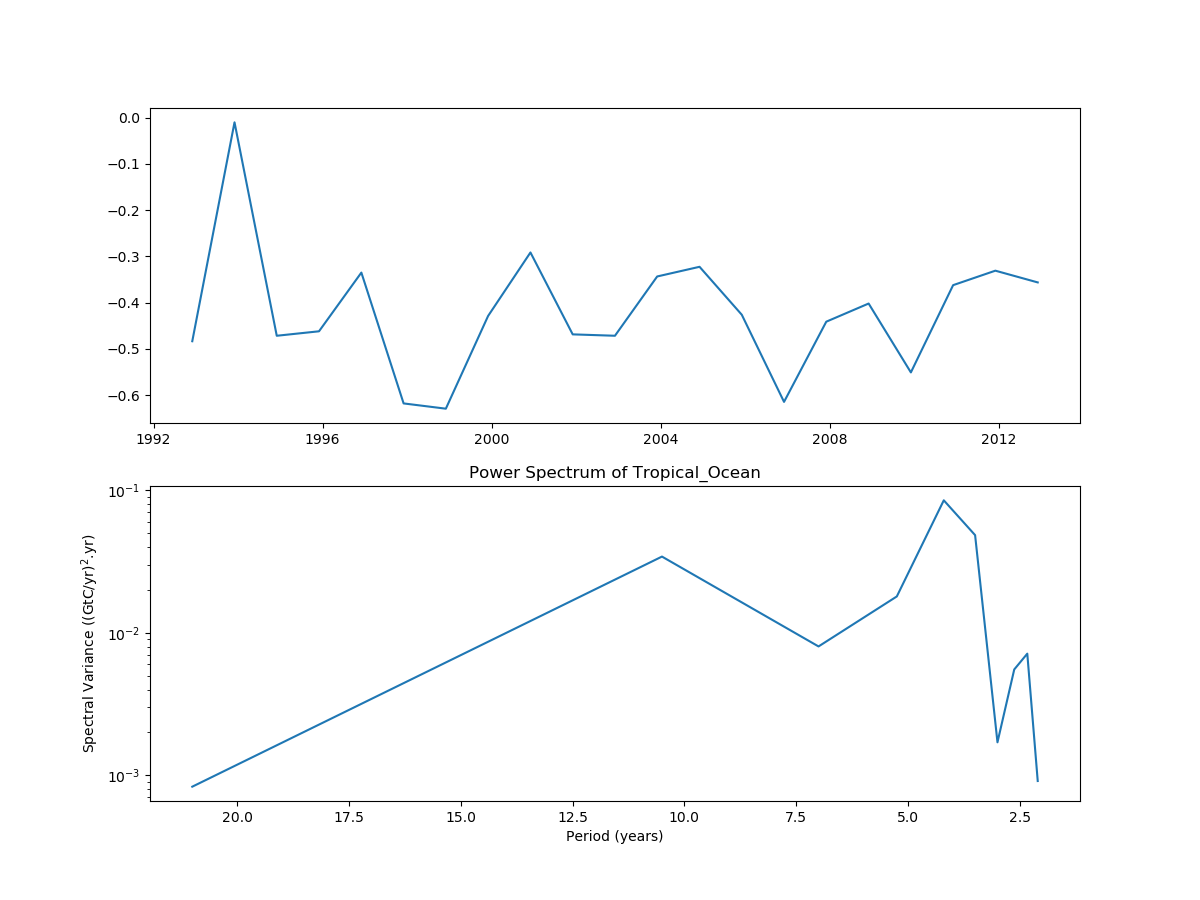 0.0
−0.1
−0.2
−0.3
−0.4
−0.5
−0.6
1992 1996 2000 2004 2008 2012
Power Spectrum of Tropical_Ocean
10⁻¹
10⁻²
10⁻³
Spectral Variance ((GtC/yr)².yr)
20.0 17.5 15.0 12.5 10.0 7.5 5.0 2.5
Period (years)